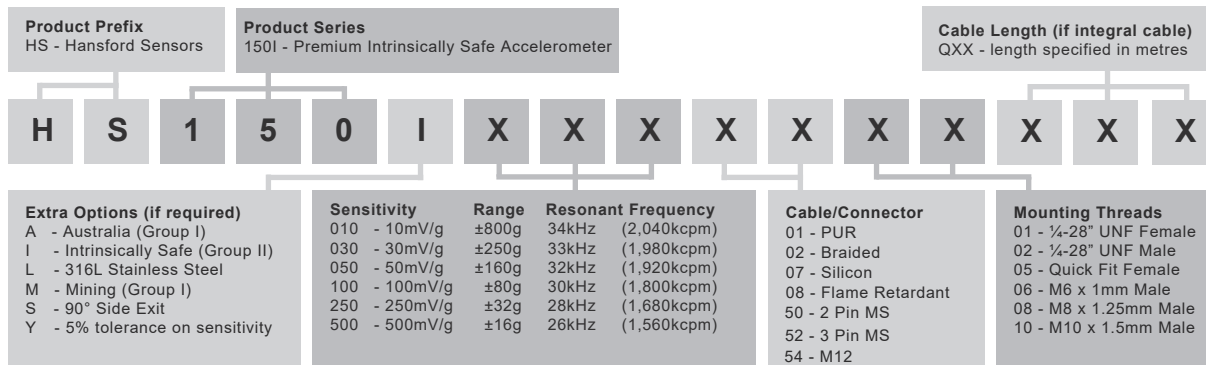 Product Prefix
HS - Hansford Sensors
Product Series
150I - Premium Intrinsically Safe Accelerometer
Cable Length (if integral cable)
QXX - length specified in metres
H S 1 5 0 I X X X X X X X X X X
Extra Options (if required)
A - Australia (Group I)
I - Intrinsically Safe (Group II)
L - 316L Stainless Steel
M - Mining (Group I)
S - 90° Side Exit
Y - 5% tolerance on sensitivity
Sensitivity Range Resonant Frequency
010 - 10mV/g ±800g 34kHz (2,040kcpm)
030 - 30mV/g ±250g 33kHz (1,980kcpm)
050 - 50mV/g ±160g 32kHz (1,920kcpm)
100 - 100mV/g ±80g 30kHz (1,800kcpm)
250 - 250mV/g ±32g 28kHz (1,680kcpm)
500 - 500mV/g ±16g 26kHz (1,560kcpm)
Cable/Connector
01 - PUR
02 - Braided
07 - Silicon
08 - Flame Retardant
50 - 2 Pin MS
52 - 3 Pin MS
54 - M12
Mounting Threads
01 - ¼-28” UNF Female
02 - ¼-28” UNF Male
05 - Quick Fit Female
06 - M6 x 1mm Male
08 - M8 x 1.25mm Male
10 - M10 x 1.5mm Male